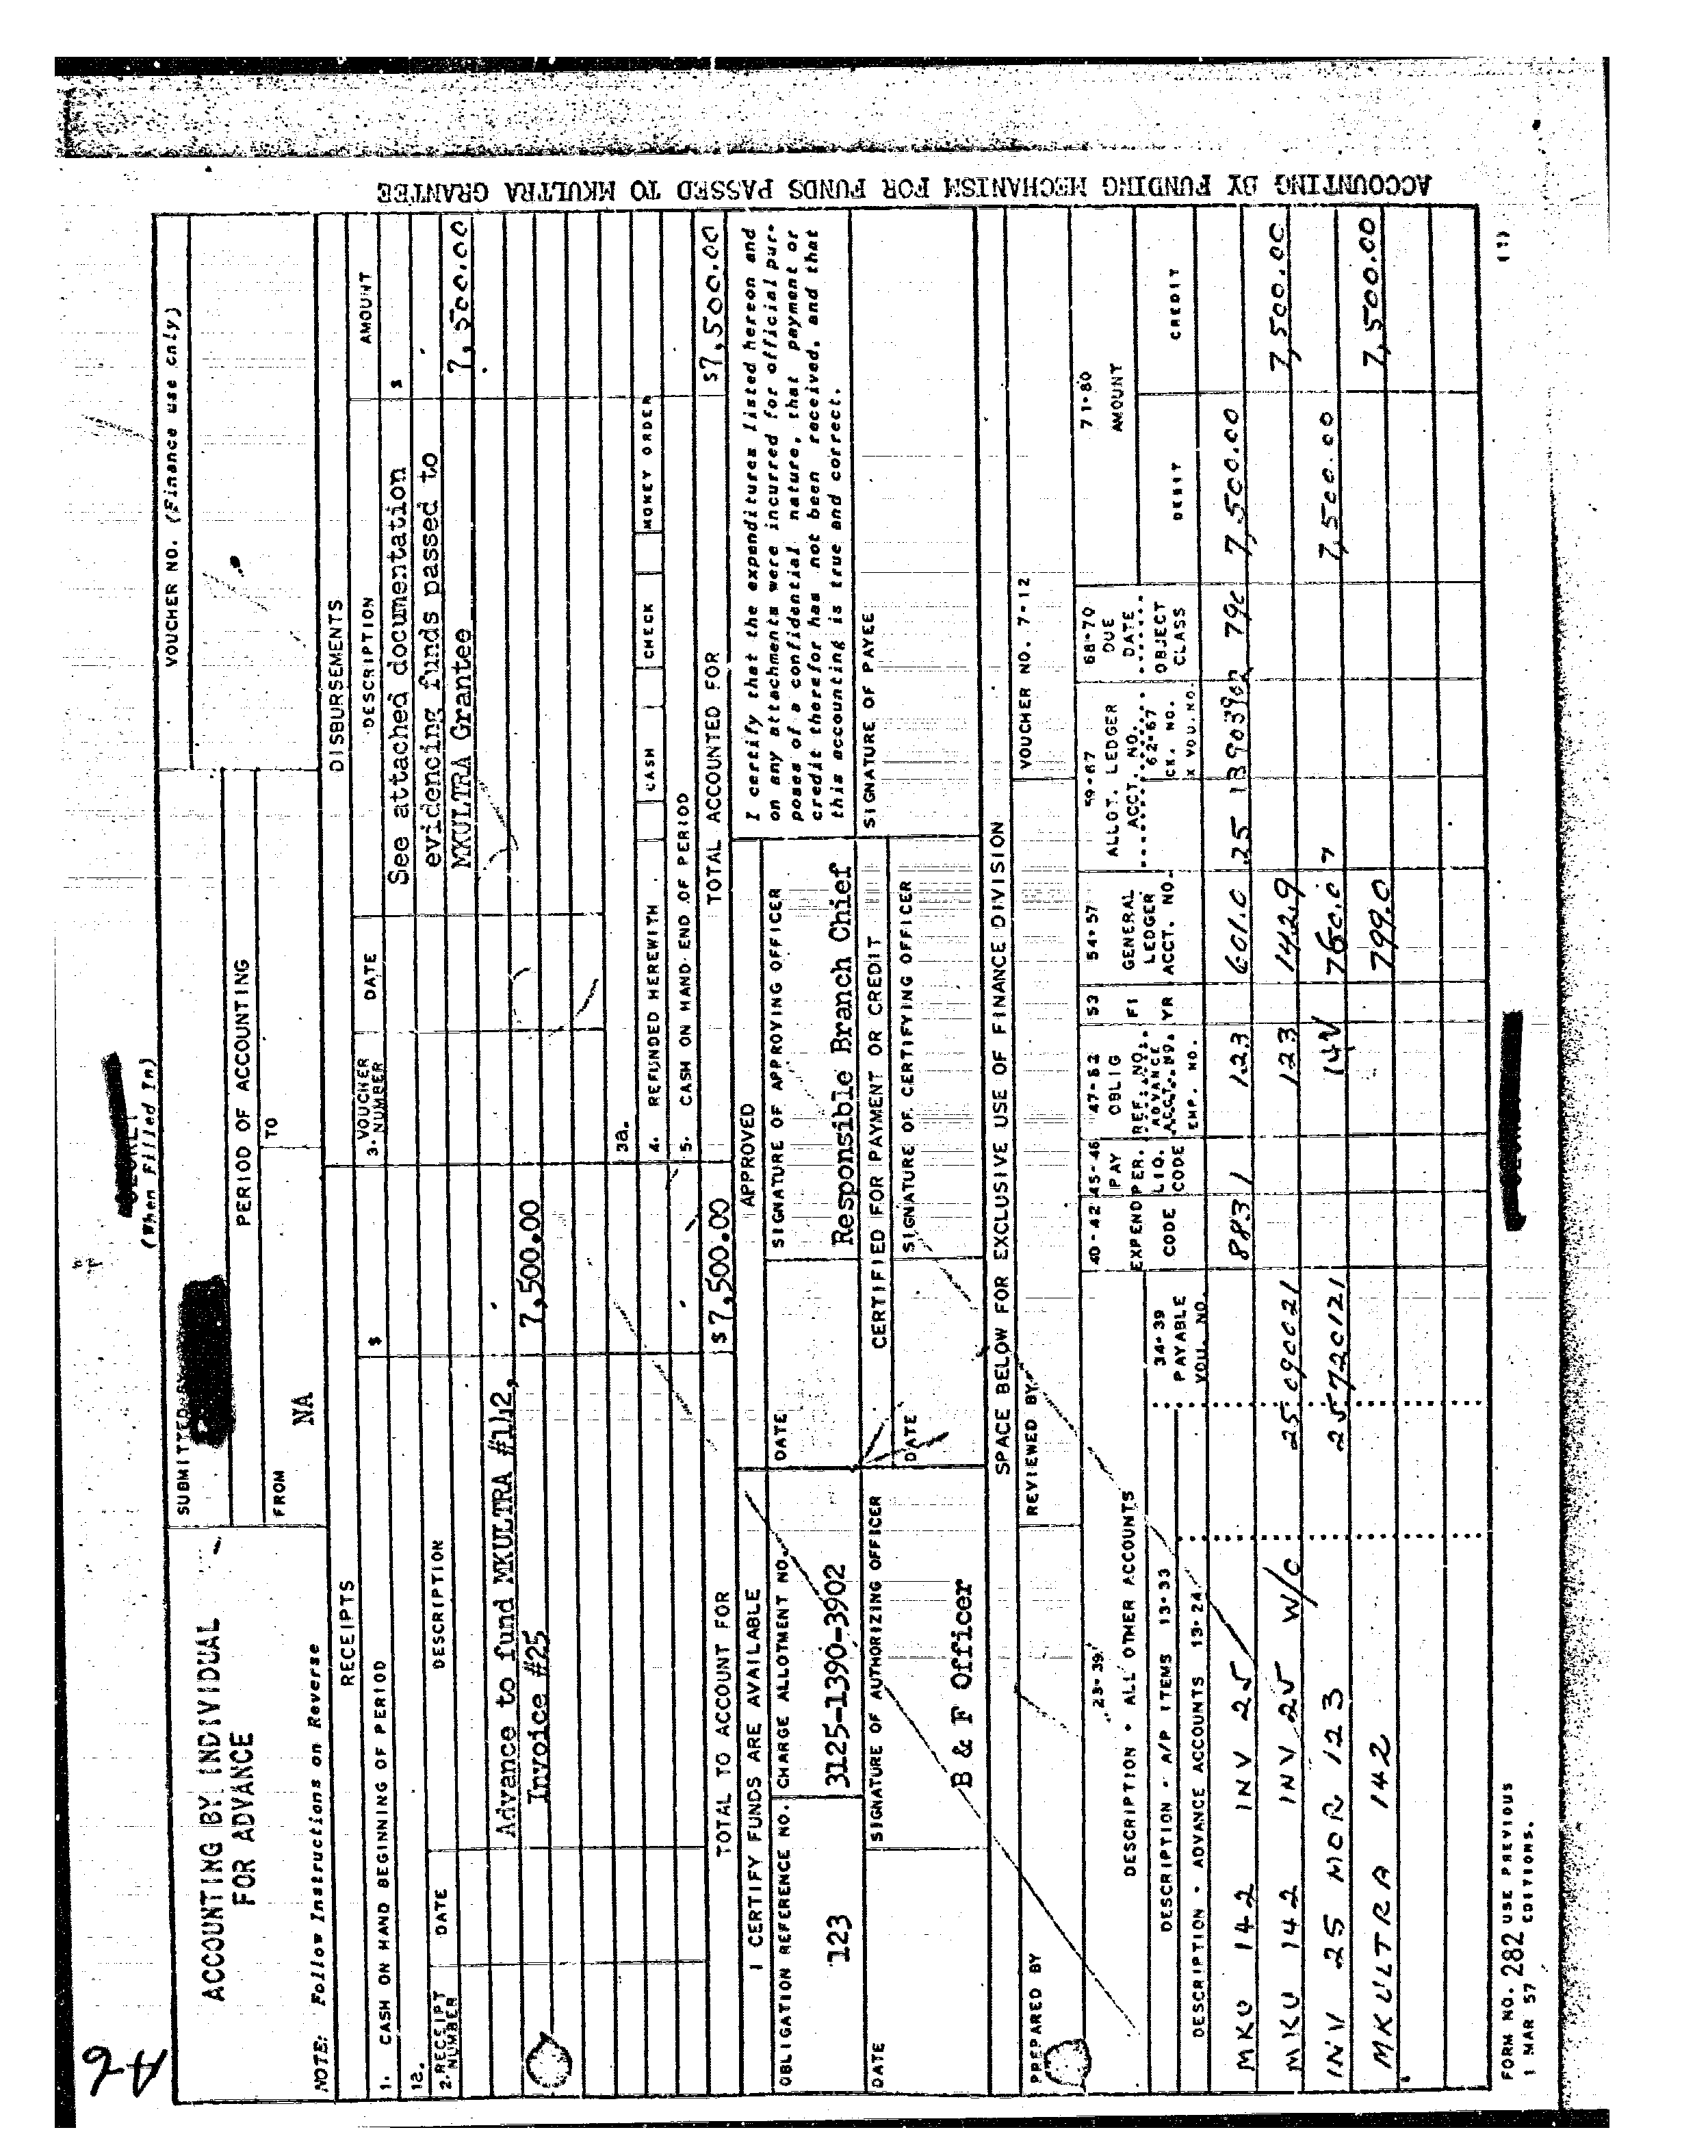 A-6
(When Filled In)
ACCOUNTING BY INDIVIDUAL
FOR ADVANCE
NOTE: Follow Instructions on Reverse
SUBMITTED BY
PERIOD OF ACCOUNTING
FROM
TO
NA
VOUCHER NO. (Finance use only)
RECEIPTS
DISBURSEMENTS
1. CASH ON HAND BEGINNING OF PERIOD
$
3. VOUCHER NUMBER
DATE
DESCRIPTION
AMOUNT
1a.
See attached documentation
$
2. RECEIPT NUMBER
DATE
DESCRIPTION
evidencing funds passed to
MKULTRA Grantee
7,500.00
Advance to fund MKULTRA #142,
Invoice #25
7,500.00
3a.
4. REFUNDED HEREWITH
CASH
CHECK
MONEY ORDER
5. CASH ON HAND END OF PERIOD
TOTAL TO ACCOUNT FOR
$7,500.00
TOTAL ACCOUNTED FOR
$7,500.00
I CERTIFY FUNDS ARE AVAILABLE
APPROVED
I certify that the expenditures listed hereon and
on any attachments were incurred for official pur-
poses of a confidential nature, that payment or
credit therefor has not been received, and that
this accounting is true and correct.
OBLIGATION REFERENCE NO.
CHARGE ALLOTMENT NO.
DATE
SIGNATURE OF APPROVING OFFICER
123
3125-1390-3902
Responsible Branch Chief
DATE
SIGNATURE OF AUTHORIZING OFFICER
CERTIFIED FOR PAYMENT OR CREDIT
SIGNATURE OF PAYEE
DATE
SIGNATURE OF CERTIFYING OFFICER
B & F Officer
SPACE BELOW FOR EXCLUSIVE USE OF FINANCE DIVISION
PREPARED BY
REVIEWED BY
VOUCHER NO. 7-12
23-39
DESCRIPTION - ALL OTHER ACCOUNTS
DESCRIPTION - A/P ITEMS 13-33
DESCRIPTION - ADVANCE ACCOUNTS 13-24
34-39
PAYABLE
VOU. NO.
40-42
EXPEND
CODE
45-46
PAY
PER.
LIQ.
CODE
47-52
OBLIG
REF. NO.
ADVANCE
ACCT. NO.
EMP. NO.
53
FI
YR
54-57
GENERAL
LEDGER
ACCT. NO.
59-67
ALLOT. LEDGER
ACCT. NO.
62-67
CK. NO.
X VOU. NO.
68-70
DUE
DATE
OBJECT
CLASS
71-80
AMOUNT
DEBIT
CREDIT
MKU 142 INV 25 8831 123 601.0 25 13903902 790 7,500.00
MKU 142 INV 25 W/O 25 090021 123 142.9 7,500.00
INV 25 MOR 123 25 720121 760.0 7 7,500.00
MKULTRA 142 799.0 7,500.00
FORM NO. 282 USE PREVIOUS
1 MAR 57 EDITIONS.
ACCOUNTING BY FUNDING MECHANISM FOR FUNDS PASSED TO MKULTRA GRANTEE